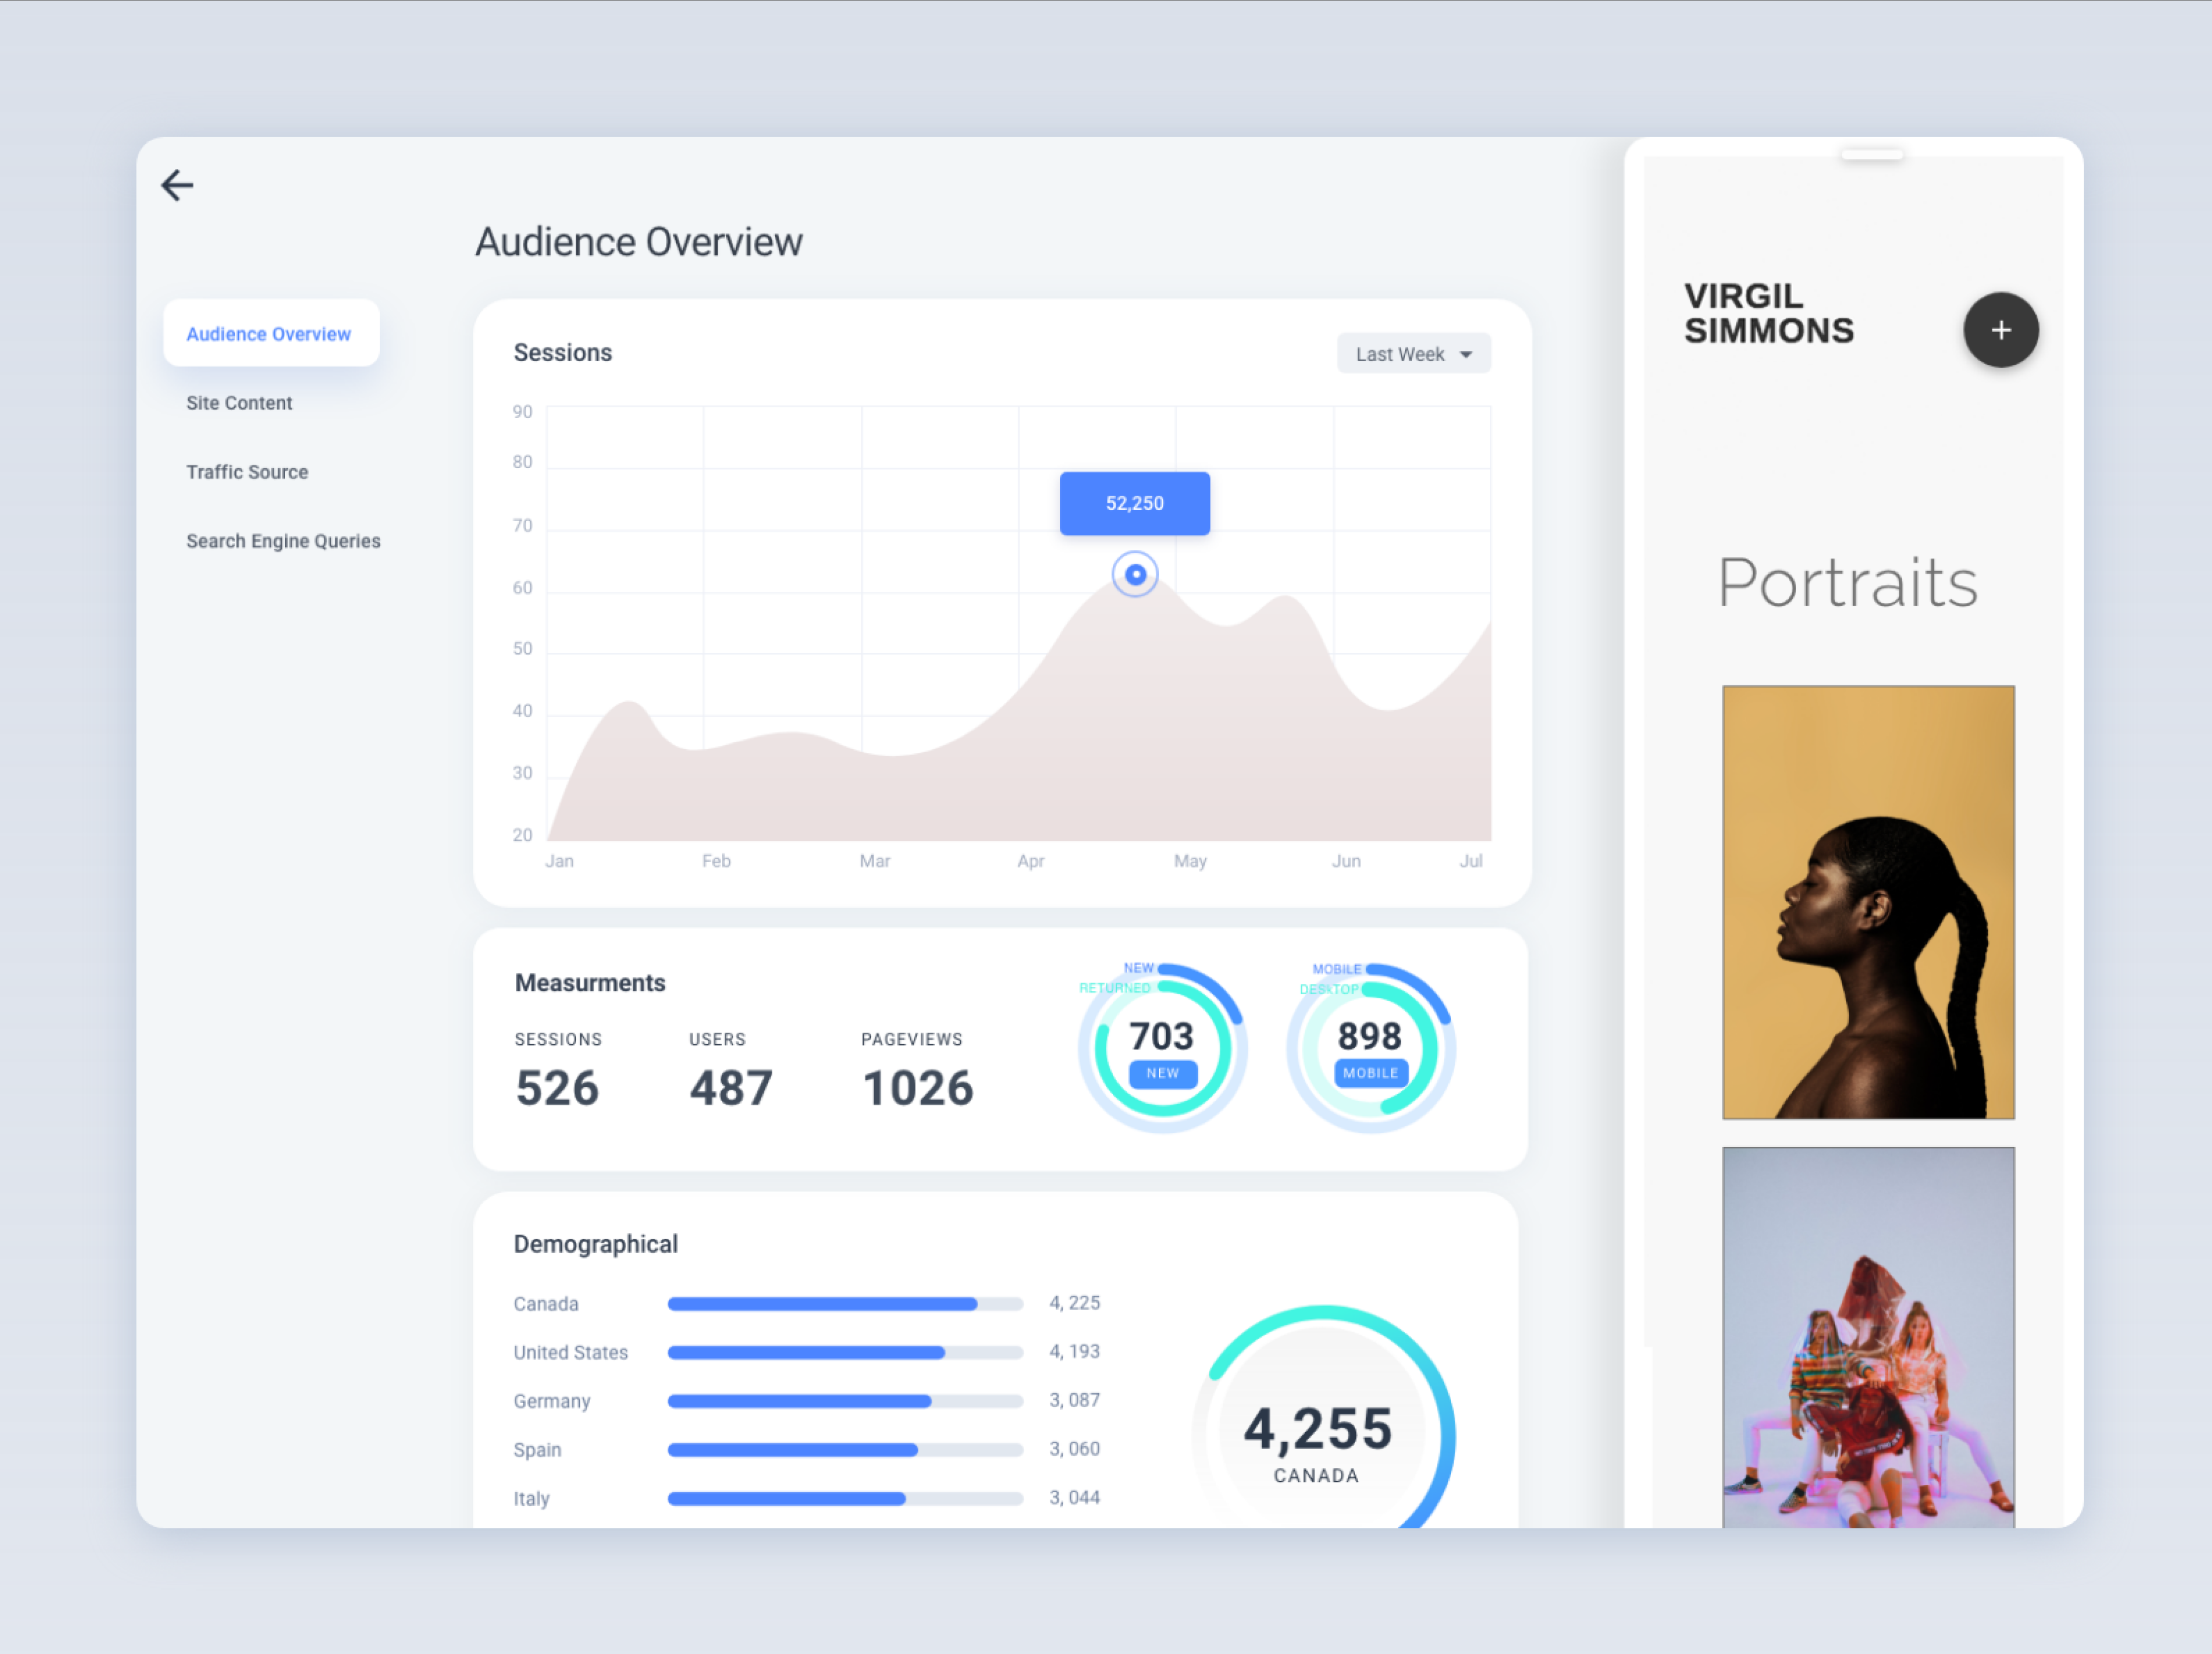 Audience Overview
Audience Overview
Site Content
Traffic Source
Search Engine Queries
Sessions
Last Week
90
80
70
60
50
40
30
20
52,250
Jan Feb Mar Apr May Jun Jul
Measurments
SESSIONS USERS PAGEVIEWS
526 487 1026
NEW
RETURNED
703
NEW
MOBILE
DESKTOP
898
MOBILE
Demographical
Canada 4, 225
United States 4, 193
Germany 3, 087
Spain 3, 060
Italy 3, 044
4,255
CANADA
VIRGIL
SIMMONS
+
Portraits